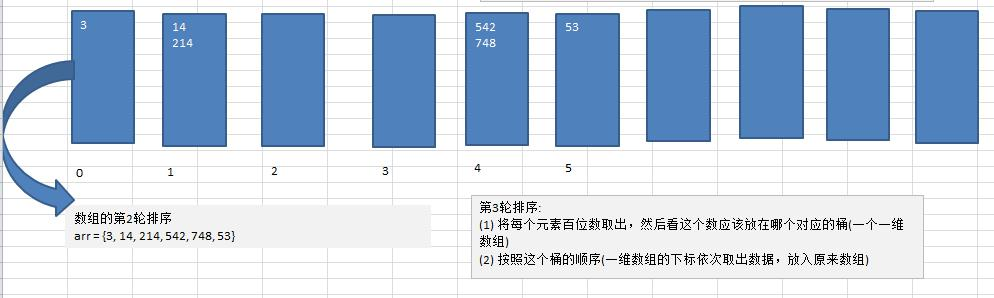 3
14
214
542
748
53
0
1
2
3
4
5
数组的第2轮排序
arr = {3, 14, 214, 542, 748, 53}
第3轮排序:
(1) 将每个元素百位数取出，然后看这个数应该放在哪个对应的桶(一个一维
数组)
(2) 按照这个桶的顺序(一维数组的下标依次取出数据，放入原来数组)